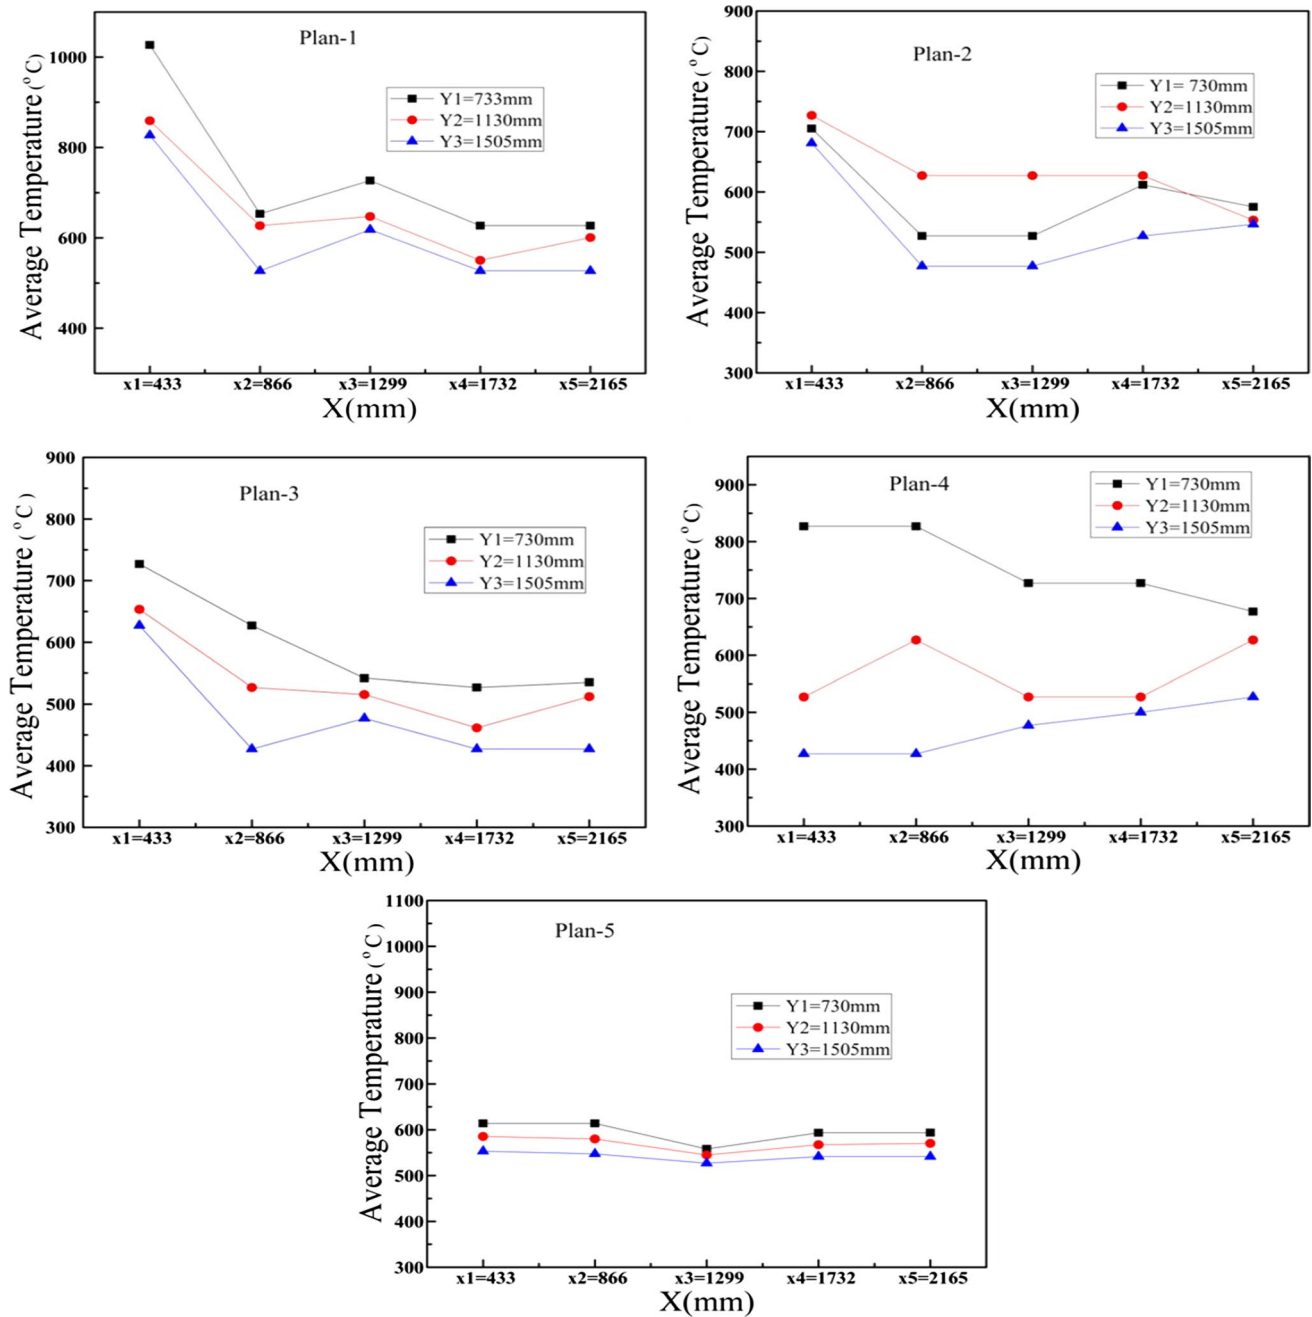 Plan-1
Average Temperature (°C)
1000
800
600
400
Y1=733mm
Y2=1130mm
Y3=1505mm
x1=433 x2=866 x3=1299 x4=1732 x5=2165
X(mm)
Plan-2
Average Temperature (°C)
900
800
700
600
500
400
300
Y1= 730mm
Y2=1130mm
Y3=1505mm
x1=433 x2=866 x3=1299 x4=1732 x5=2165
X(mm)
Plan-3
Average Temperature (°C)
900
800
700
600
500
400
300
Y1=730mm
Y2=1130mm
Y3=1505mm
x1=433 x2=866 x3=1299 x4=1732 x5=2165
X(mm)
Plan-4
Average Temperature (°C)
900
800
700
600
500
400
300
Y1=730mm
Y2=1130mm
Y3=1505mm
x1=433 x2=866 x3=1299 x4=1732 x5=2165
X(mm)
Plan-5
Average Temperature (°C)
1100
1000
900
800
700
600
500
400
300
Y1=730mm
Y2=1130mm
Y3=1505mm
x1=433 x2=866 x3=1299 x4=1732 x5=2165
X(mm)